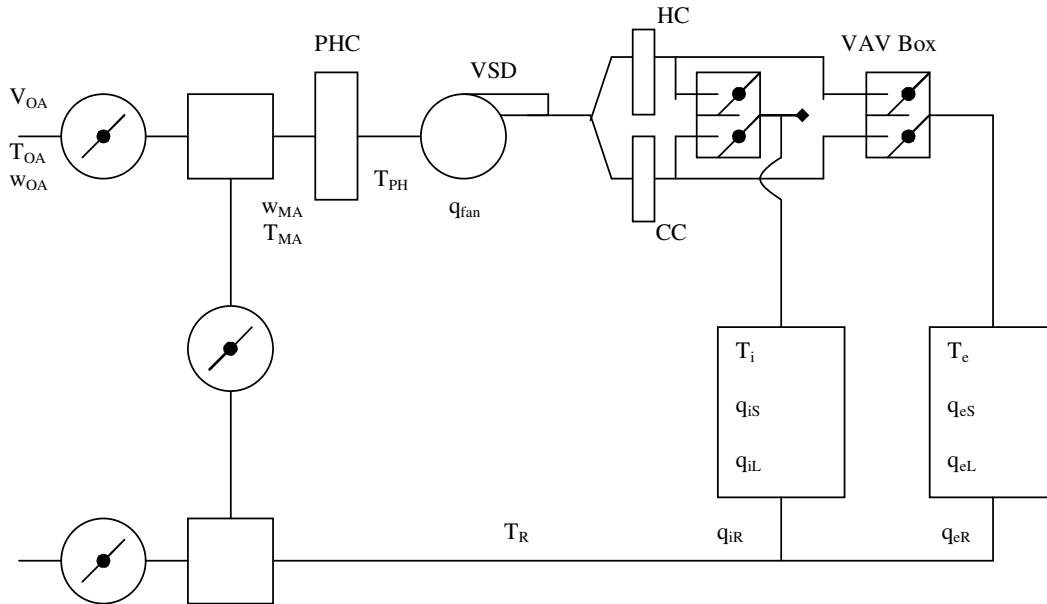 HC
PHC
VSD
VAV Box
V_OA
T_OA
w_OA
T_PH
w_MA
T_MA
q_fan
CC
T_i
T_e
q_iS
q_eS
q_iL
q_eL
T_R
q_iR
q_eR